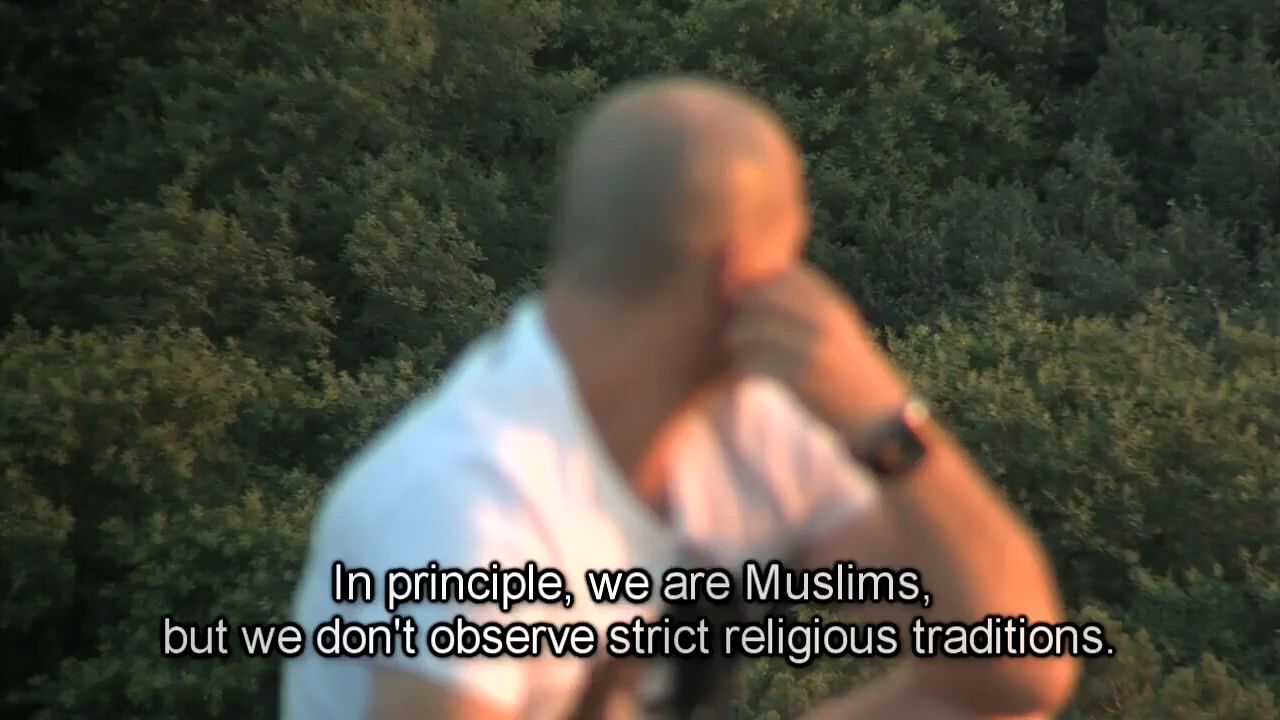 In principle, we are Muslims,
but we don't observe strict religious traditions.